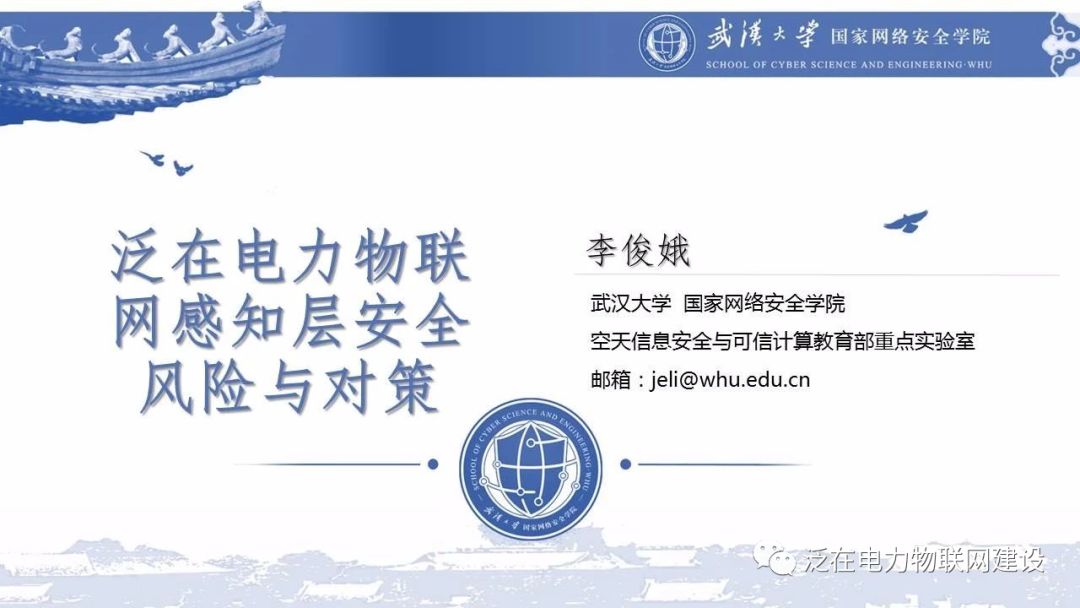 武漢大学 国家网络安全学院
SCHOOL OF CYBER SCIENCE AND ENGINEERING·WHU
泛在电力物联
网感知层安全
风险与对策
李俊娥
武汉大学 国家网络安全学院
空天信息安全与可信计算教育部重点实验室
邮箱：jeli@whu.edu.cn
SCHOOL OF CYBER SCIENCE AND ENGINEERING·WHU
武漢大学 国家网络安全学院
泛在电力物联网建设